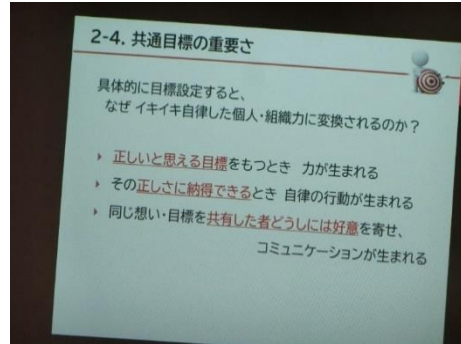 2-4. 共通目標の重要さ
具体的に目標設定すると、
なぜ イキイキ自律した個人・組織力に変換されるのか？
正しいと思える目標をもつとき 力が生まれる
その正しさに納得できるとき 自律の行動が生まれる
同じ想い・目標を共有した者どうしには好意を寄せ、
コミュニケーションが生まれる